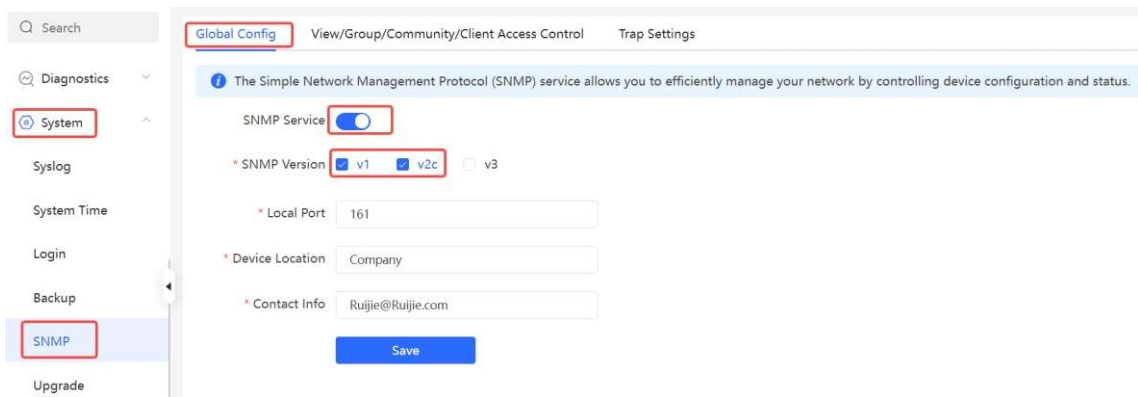 Search
Diagnostics
System
Syslog
System Time
Login
Backup
SNMP
Upgrade
Global Config View/Group/Community/Client Access Control Trap Settings
The Simple Network Management Protocol (SNMP) service allows you to efficiently manage your network by controlling device configuration and status.
SNMP Service
* SNMP Version v1 v2c v3
* Local Port 161
* Device Location Company
* Contact Info Ruijie@Ruijie.com
Save